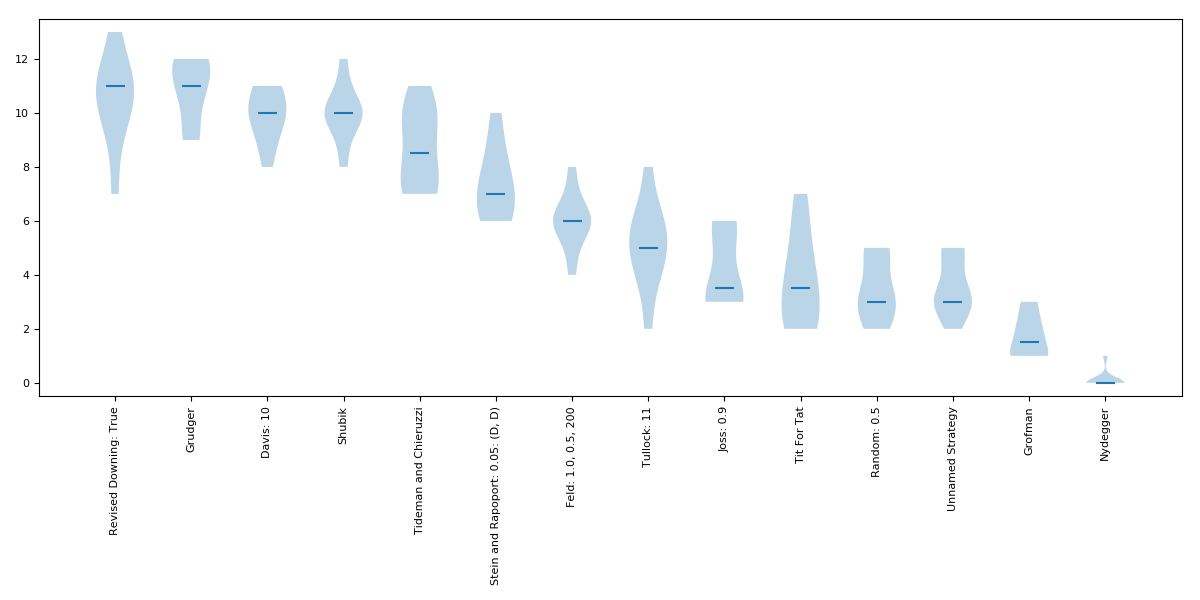 12
10
8
6
4
2
0
Revised Downing: True
Grudger
Davis: 10
Shubik
Tideman and Chieruzzi
Stein and Rapoport: 0.05: (D, D)
Feld: 1.0, 0.5, 200
Tullock: 11
Joss: 0.9
Tit For Tat
Random: 0.5
Unnamed Strategy
Grofman
Nydegger